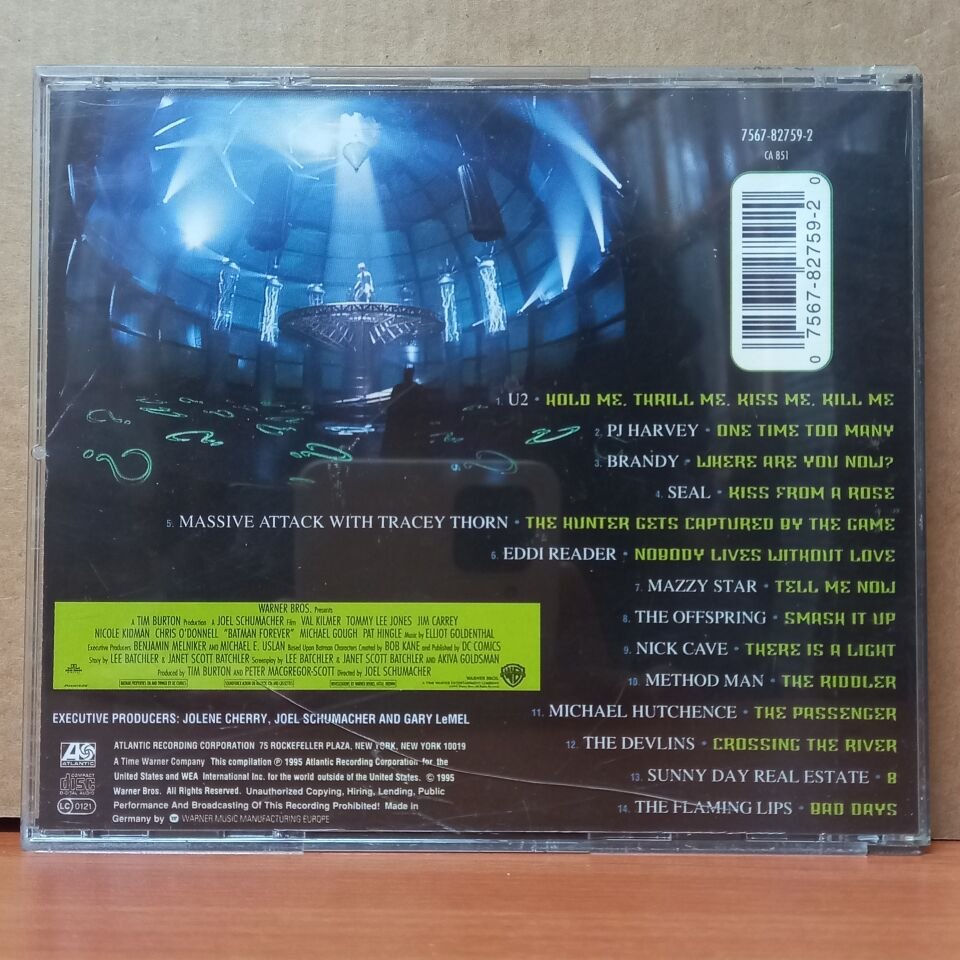 7567-82759-2
CA 851
0 7567-82759-2 0
1. U2 • HOLD ME, THRILL ME, KISS ME, KILL ME
2. PJ HARVEY • ONE TIME TOO MANY
3. BRANDY • WHERE ARE YOU NOW?
4. SEAL • KISS FROM A ROSE
5. MASSIVE ATTACK WITH TRACEY THORN • THE HUNTER GETS CAPTURED BY THE GAME
6. EDDI READER • NOBODY LIVES WITHOUT LOVE
7. MAZZY STAR • TELL ME NOW
8. THE OFFSPRING • SMASH IT UP
9. NICK CAVE • THERE IS A LIGHT
10. METHOD MAN • THE RIDDLER
11. MICHAEL HUTCHENCE • THE PASSENGER
12. THE DEVLINS • CROSSING THE RIVER
13. SUNNY DAY REAL ESTATE • 8
14. THE FLAMING LIPS • BAD DAYS
WARNER BROS. Presents
A TIM BURTON Production A JOEL SCHUMACHER Film VAL KILMER TOMMY LEE JONES JIM CARREY
NICOLE KIDMAN CHRIS O'DONNELL "BATMAN FOREVER" MICHAEL GOUGH PAT HINGLE Music by ELLIOT GOLDENTHAL
Executive Producers BENJAMIN MELNIKER and MICHAEL E. USLAN Based Upon Batman Characters Created by BOB KANE and Published by DC COMICS
Story by LEE BATCHLER & JANET SCOTT BATCHLER Screenplay by LEE BATCHLER & JANET SCOTT BATCHLER and AKIVA GOLDSMAN
Produced by TIM BURTON and PETER MACGREGOR-SCOTT Directed by JOEL SCHUMACHER
WARNER BROS.
EXECUTIVE PRODUCERS: JOLENE CHERRY, JOEL SCHUMACHER AND GARY LeMEL
ATLANTIC
COMPACT disc DIGITAL AUDIO
LC 0121
ATLANTIC RECORDING CORPORATION 75 ROCKEFELLER PLAZA, NEW YORK, NEW YORK 10019
A Time Warner Company This compilation ℗ 1995 Atlantic Recording Corporation for the
United States and WEA International Inc. for the world outside of the United States. © 1995
Warner Bros. All Rights Reserved. Unauthorized Copying, Hiring, Lending, Public
Performance And Broadcasting Of This Recording Prohibited! Made in
Germany by WARNER MUSIC MANUFACTURING EUROPE